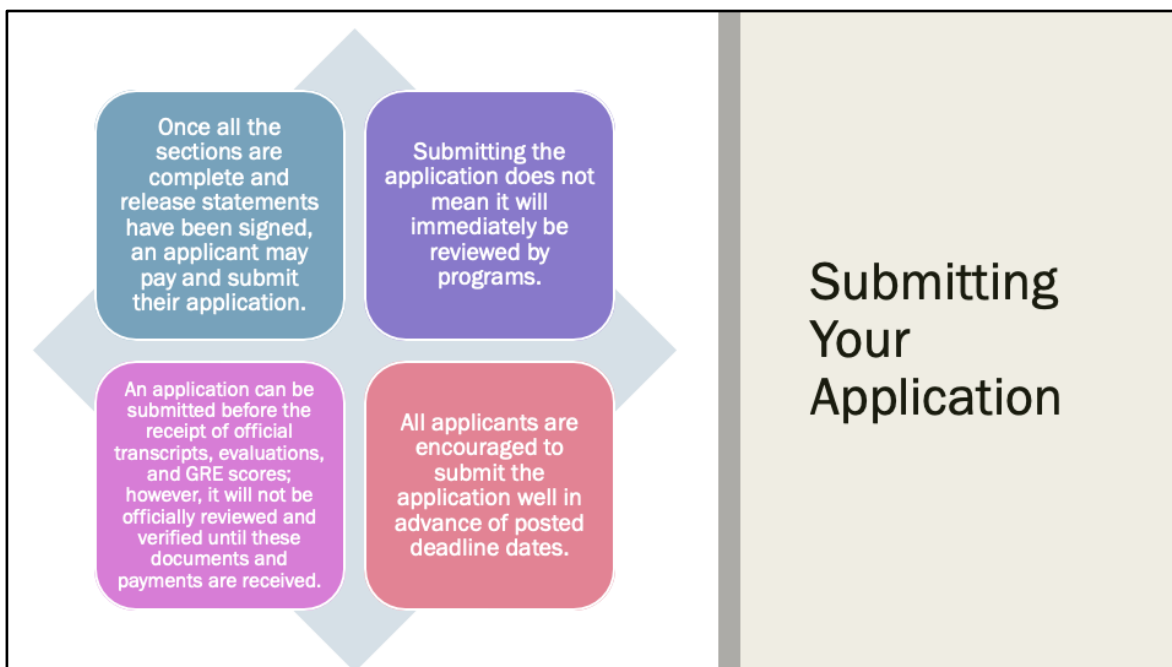 Once all the
sections are
complete and
release statements
have been signed,
an applicant may
pay and submit
their application.
Submitting the
application does not
mean it will
immediately be
reviewed by
programs.
An application can be
submitted before the
receipt of official
transcripts, evaluations,
and GRE scores;
however, it will not be
officially reviewed and
verified until these
documents and
payments are received.
All applicants are
encouraged to
submit the
application well in
advance of posted
deadline dates.
Submitting
Your
Application